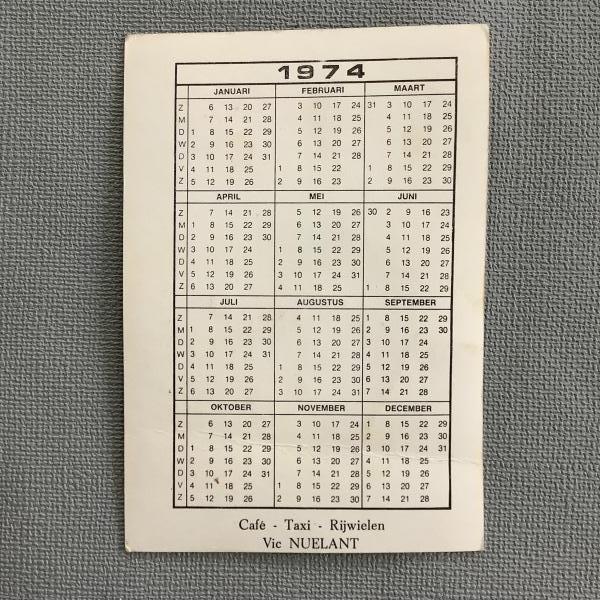 1974
JANUARI FEBRUARI MAART
Z 6 13 20 27 3 10 17 24 31 3 10 17 24
M 7 14 21 28 4 11 18 25 4 11 18 25
D 1 8 15 22 29 5 12 19 26 5 12 19 26
W 2 9 16 23 30 6 13 20 27 6 13 20 27
D 3 10 17 24 31 7 14 21 28 7 14 21 28
V 4 11 18 25 1 8 15 22 1 8 15 22 29
Z 5 12 19 26 2 9 16 23 2 9 16 23 30
APRIL MEI JUNI
Z 7 14 21 28 5 12 19 26 30 2 9 16 23
M 1 8 15 22 29 6 13 20 27 3 10 17 24
D 2 9 16 23 30 7 14 21 28 4 11 18 25
W 3 10 17 24 1 8 15 22 29 5 12 19 26
D 4 11 18 25 2 9 16 23 30 6 13 20 27
V 5 12 19 26 3 10 17 24 31 7 14 21 28
Z 6 13 20 27 4 11 18 25 1 8 15 22 29
JULI AUGUSTUS SEPTEMBER
Z 7 14 21 28 4 11 18 25 1 8 15 22 29
M 1 8 15 22 29 5 12 19 26 2 9 16 23 30
D 2 9 16 23 30 6 13 20 27 3 10 17 24
W 3 10 17 24 31 7 14 21 28 4 11 18 25
D 4 11 18 25 1 8 15 22 29 5 12 19 26
V 5 12 19 26 2 9 16 23 30 6 13 20 27
Z 6 13 20 27 3 10 17 24 31 7 14 21 28
OKTOBER NOVEMBER DECEMBER
Z 6 13 20 27 3 10 17 24 1 8 15 22 29
M 7 14 21 28 4 11 18 25 2 9 16 23 30
D 1 8 15 22 29 5 12 19 26 3 10 17 24 31
W 2 9 16 23 30 6 13 20 27 4 11 18 25
D 3 10 17 24 31 7 14 21 28 5 12 19 26
V 4 11 18 25 1 8 15 22 29 6 13 20 27
Z 5 12 19 26 2 9 16 23 30 7 14 21 28
Café - Taxi - Rijwielen
Vic NUELANT